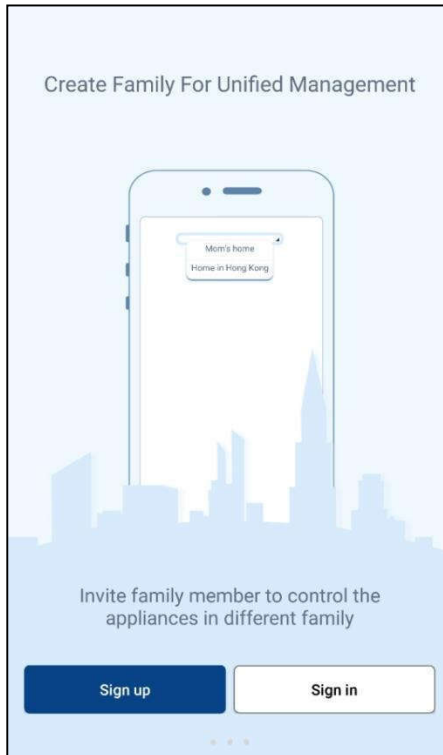 Create Family For Unified Management
Mom's home
Home in Hong Kong
Invite family member to control the
appliances in different family
Sign up
Sign in